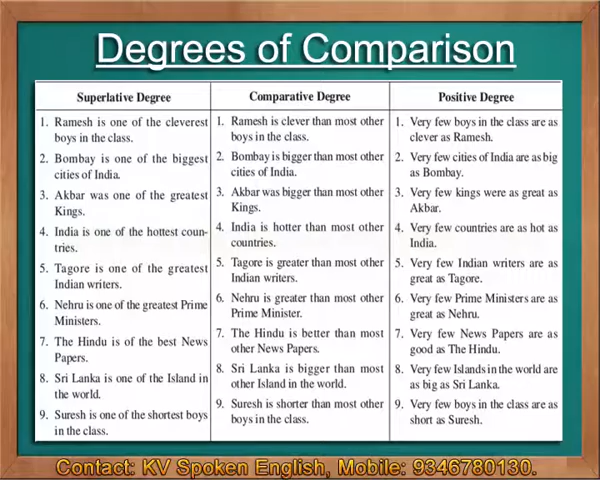 Degrees of Comparison
Superlative Degree
1. Ramesh is one of the cleverest
boys in the class.
2. Bombay is one of the biggest
cities of India.
3. Akbar was one of the greatest
Kings.
4. India is one of the hottest coun-
tries.
5. Tagore is one of the greatest
Indian writers.
6. Nehru is one of the greatest Prime
Ministers.
7. The Hindu is of the best News
Papers.
8. Sri Lanka is one of the Island in
the world.
9. Suresh is one of the shortest boys
in the class.
Comparative Degree
1. Ramesh is clever than most other
boys in the class.
2. Bombay is bigger than most other
cities of India.
3. Akbar was bigger than most other
Kings.
4. India is hotter than most other
countries.
5. Tagore is greater than most other
Indian writers.
6. Nehru is greater than most other
Prime Minister.
7. The Hindu is better than most
other News Papers.
8. Sri Lanka is bigger than most
other Island in the world.
9. Suresh is shorter than most other
boys in the class.
Positive Degree
1. Very few boys in the class are as
clever as Ramesh.
2. Very few cities of India are as big
as Bombay.
3. Very few kings were as great as
Akbar.
4. Very few countries are as hot as
India.
5. Very few Indian writers are as
great as Tagore.
6. Very few Prime Ministers are as
great as Nehru.
7. Very few News Papers are as
good as The Hindu.
8. Very few Islands in the world are
as big as Sri Lanka.
9. Very few boys in the class are as
short as Suresh.
Contact: KV Spoken English, Mobile: 9346780130.